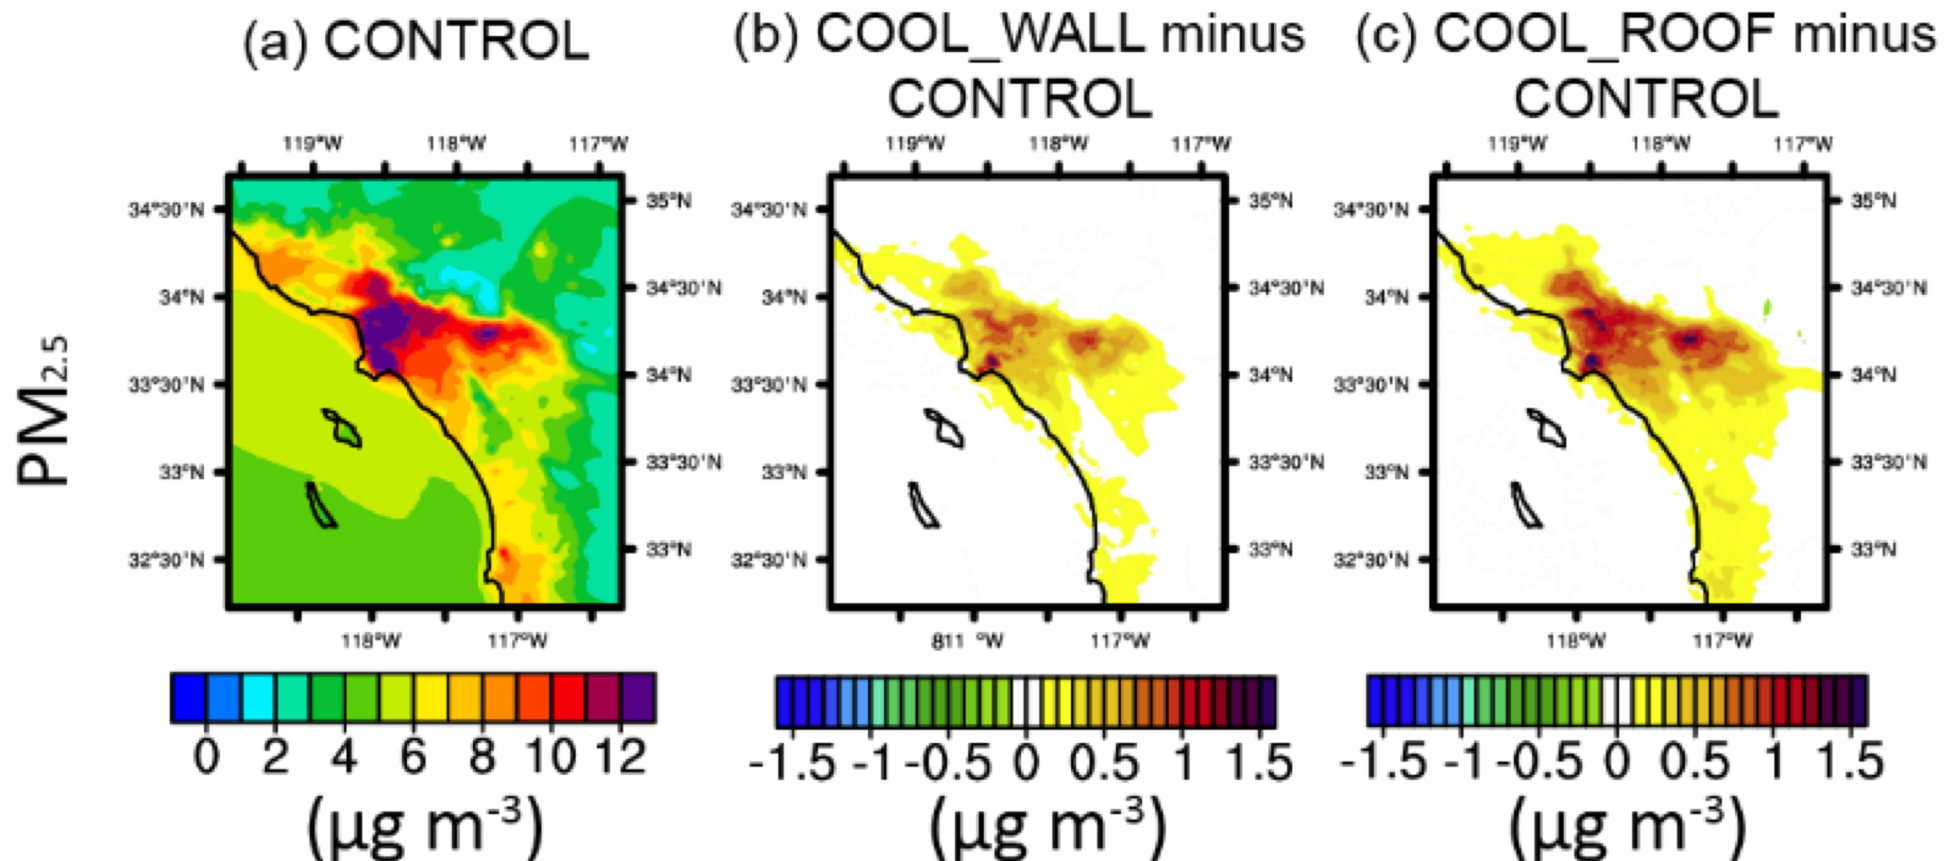 (a) CONTROL
(b) COOL_WALL minus CONTROL
(c) COOL_ROOF minus CONTROL
PM2.5
119°W 118°W 117°W
34°30'N
34°N
33°30'N
33°N
32°30'N
35°N
34°30'N
34°N
33°30'N
33°N
118°W 117°W
0 2 4 6 8 10 12
(µg m-3)
119°W 118°W 117°W
34°30'N
34°N
33°30'N
33°N
32°30'N
35°N
34°30'N
34°N
33°30'N
33°N
811 °W 117°W
-1.5 -1 -0.5 0 0.5 1 1.5
(µg m-3)
119°W 118°W 117°W
34°30'N
34°N
33°30'N
33°N
32°30'N
35°N
34°30'N
34°N
33°30'N
33°N
118°W 117°W
-1.5 -1 -0.5 0 0.5 1 1.5
(µg m-3)